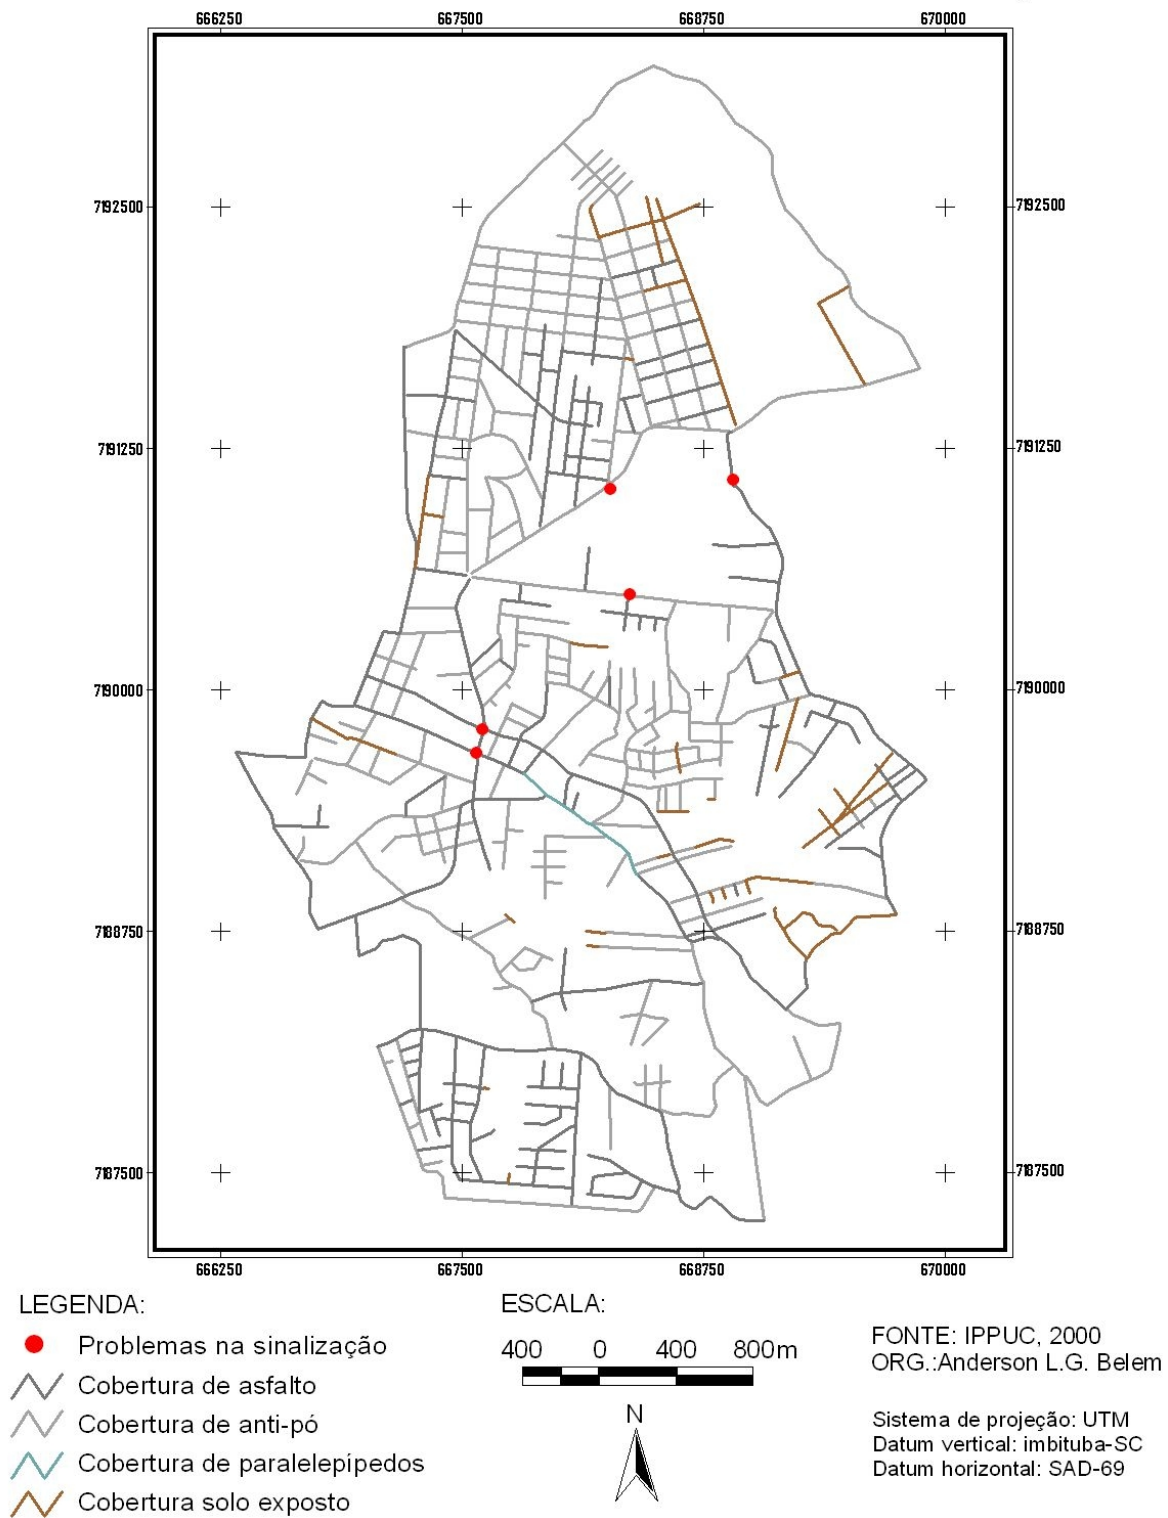 666250 667500 668750 670000
7192500 7192500
7191250 7191250
7190000 7190000
7188750 7188750
7187500 7187500
666250 667500 668750 670000
LEGENDA:
Problemas na sinalização
Cobertura de asfalto
Cobertura de anti-pó
Cobertura de paralelepípedos
Cobertura solo exposto
ESCALA:
400 0 400 800m
N
FONTE: IPPUC, 2000
ORG.:Anderson L.G. Belem
Sistema de projeção: UTM
Datum vertical: imbituba-SC
Datum horizontal: SAD-69